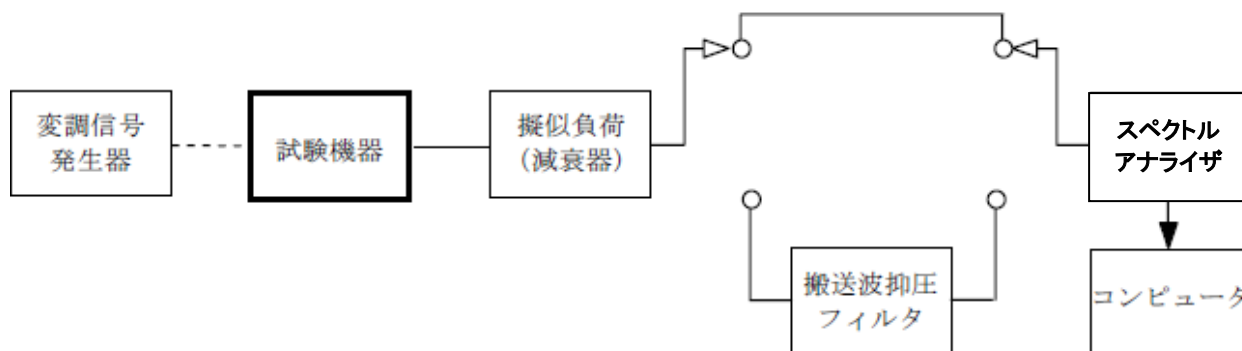 変調信号
発生器
試験機器
擬似負荷
(減衰器)
スペクトル
アナライザ
搬送波抑圧
フィルタ
コンピュータ